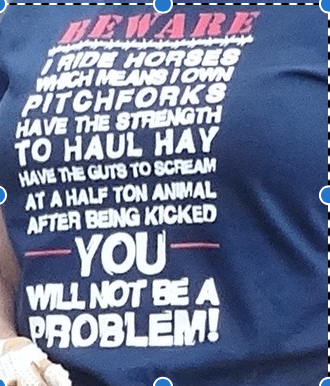 BEWARE
I RIDE HORSES
WHICH MEANS I OWN
PITCHFORKS
HAVE THE STRENGTH
TO HAUL HAY
HAVE THE GUTS TO SCREAM
AT A HALF TON ANIMAL
AFTER BEING KICKED
YOU
WILL NOT BE A
PROBLEM!